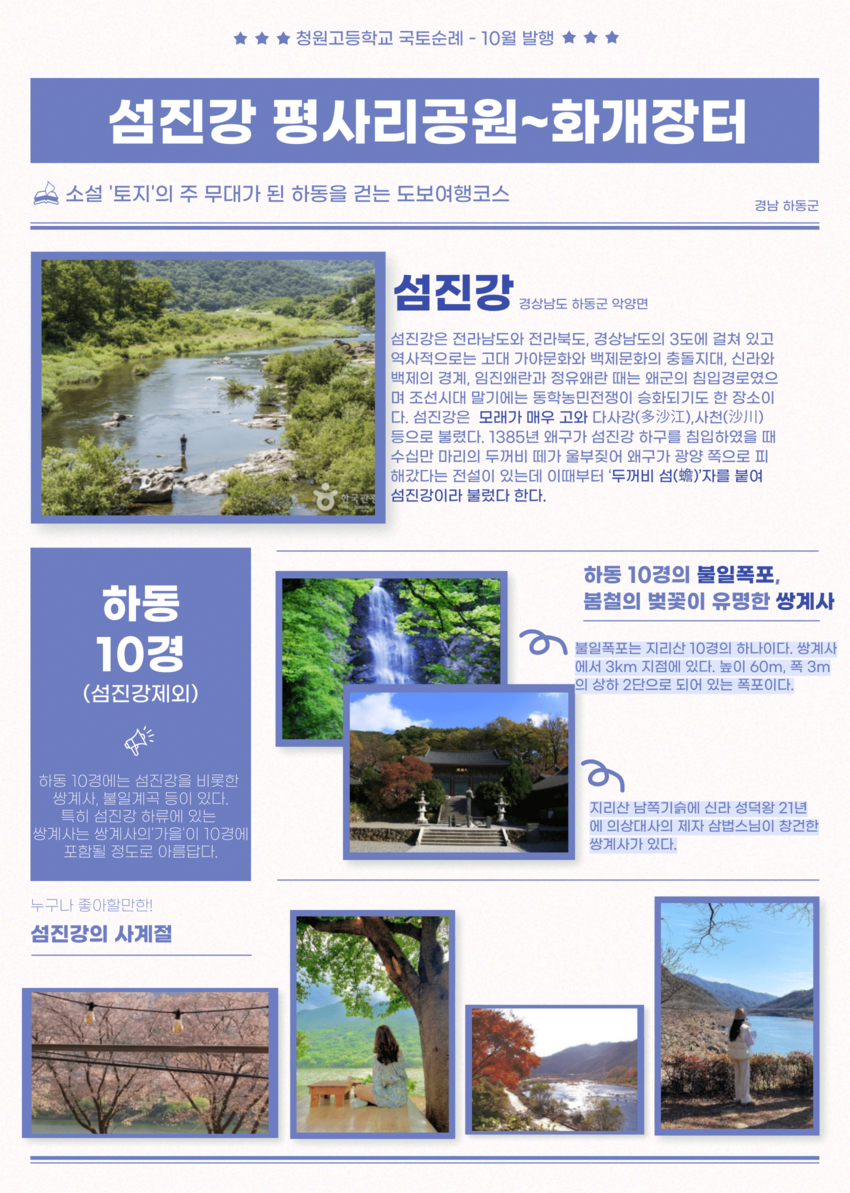 ★ ★ ★ 청원고등학교 국토순례 - 10월 발행 ★ ★ ★
섬진강 평사리공원~화개장터
소설 '토지'의 주 무대가 된 하동을 걷는 도보여행코스
경남 하동군
섬진강 경상남도 하동군 악양면
섬진강은 전라남도와 전라북도, 경상남도의 3도에 걸쳐 있고
역사적으로는 고대 가야문화와 백제문화의 충돌지대, 신라와
백제의 경계, 임진왜란과 정유왜란 때는 왜군의 침입경로였으
며 조선시대 말기에는 동학농민전쟁이 승화되기도 한 장소이
다. 섬진강은 모래가 매우 고와 다사강(多沙江),사천(沙川)
등으로 불렸다. 1385년 왜구가 섬진강 하구를 침입하였을 때
수십만 마리의 두꺼비 떼가 울부짖어 왜구가 광양 쪽으로 피
해갔다는 전설이 있는데 이때부터 '두꺼비 섬(蟾)'자를 붙여
섬진강이라 불렀다 한다.
한국관광
하동
10경
(섬진강제외)
하동 10경에는 섬진강을 비롯한
쌍계사, 불일계곡 등이 있다.
특히 섬진강 하류에 있는
쌍계사는 쌍계사의'가을'이 10경에
포함될 정도로 아름답다.
하동 10경의 불일폭포,
봄철의 벚꽃이 유명한 쌍계사
불일폭포는 지리산 10경의 하나이다. 쌍계사
에서 3km 지점에 있다. 높이 60m, 폭 3m
의 상하 2단으로 되어 있는 폭포이다.
지리산 남쪽기슭에 신라 성덕왕 21년
에 의상대사의 제자 삼법스님이 창건한
쌍계사가 있다.
누구나 좋아할만한!
섬진강의 사계절